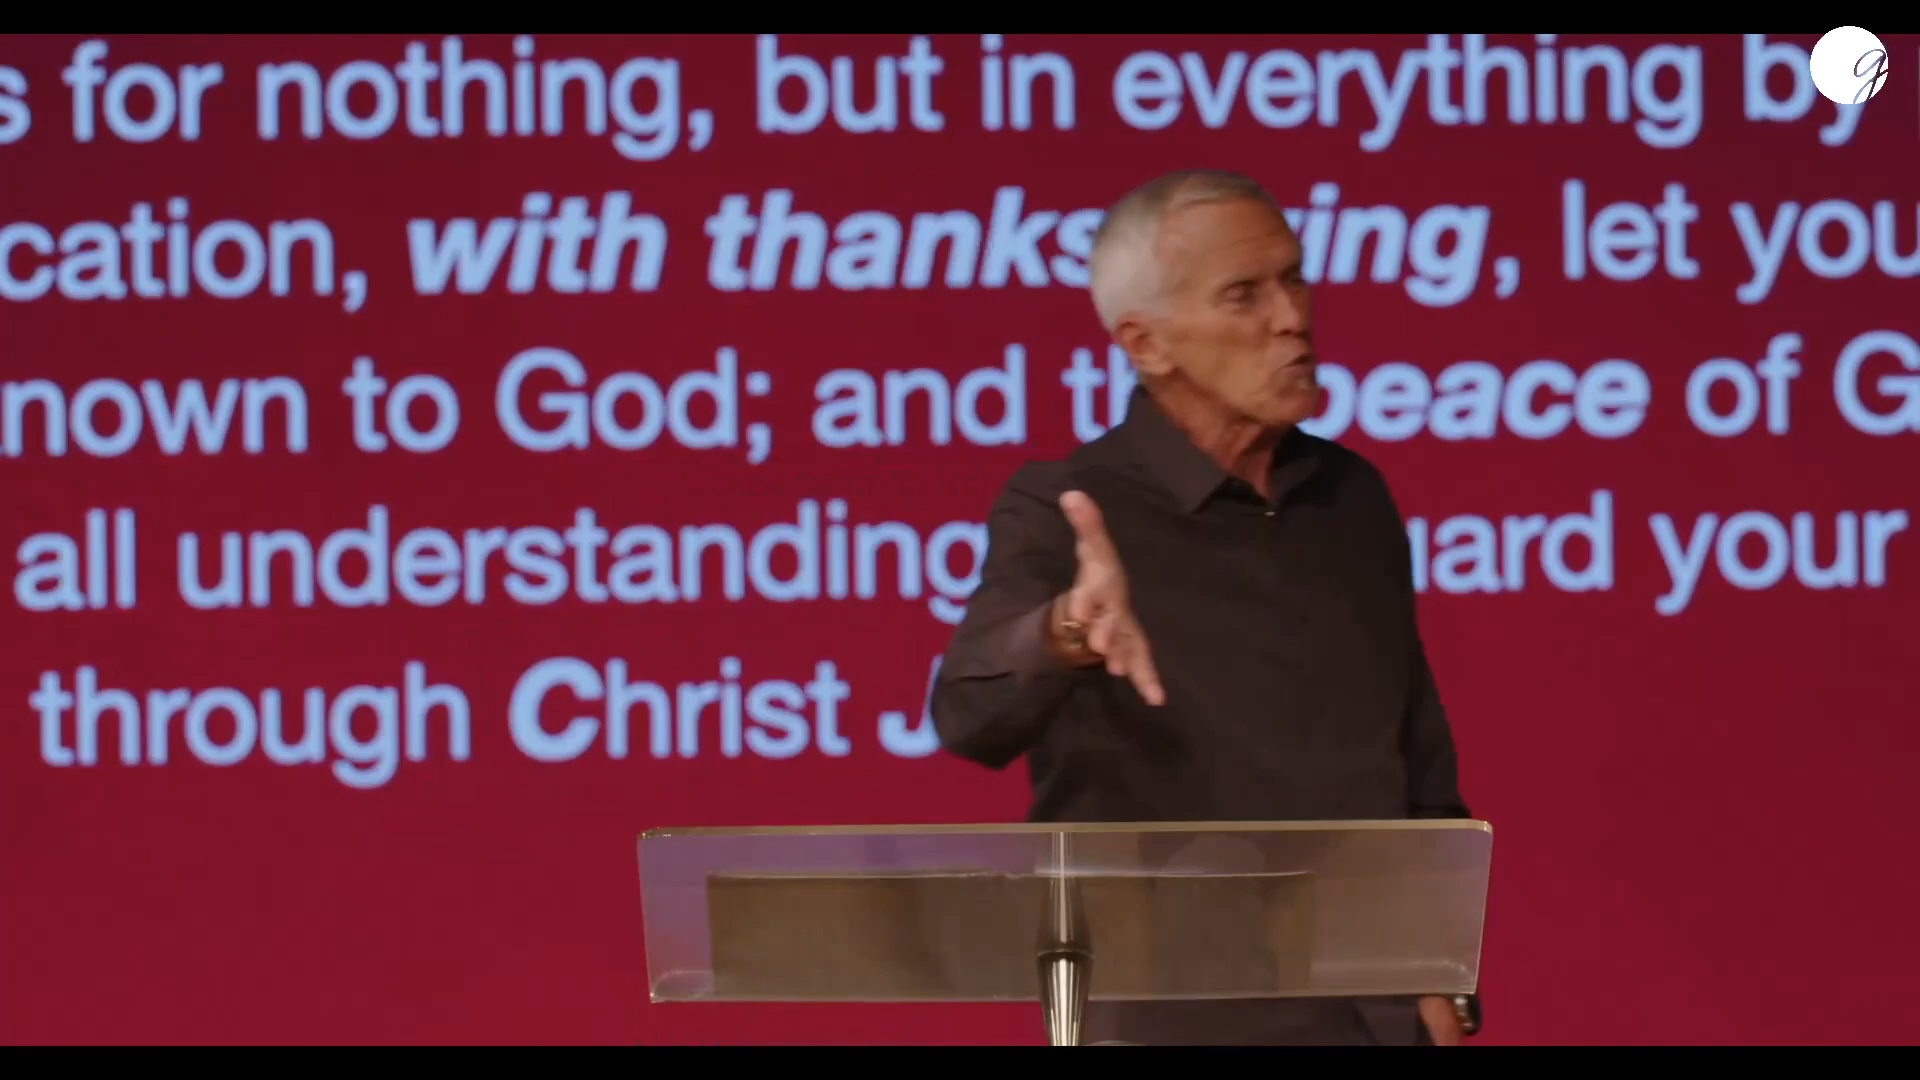 g
s for nothing, but in everything by
cation, with thanks ing, let you
nown to God; and th peace of G
all understanding uard your
through Christ J